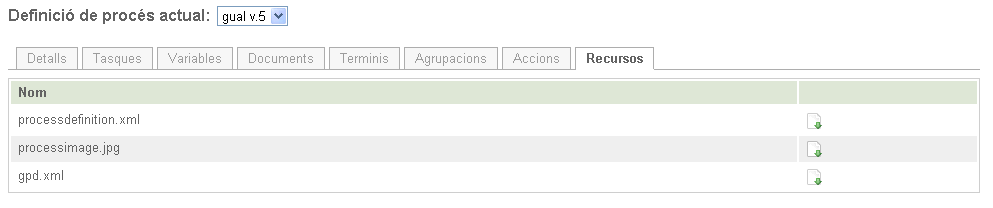 Definició de procés actual: gual v.5
Detalls Tasques Variables Documents Terminis Agrupacions Accions Recursos
Nom
processdefinition.xml
processimage.jpg
gpd.xml